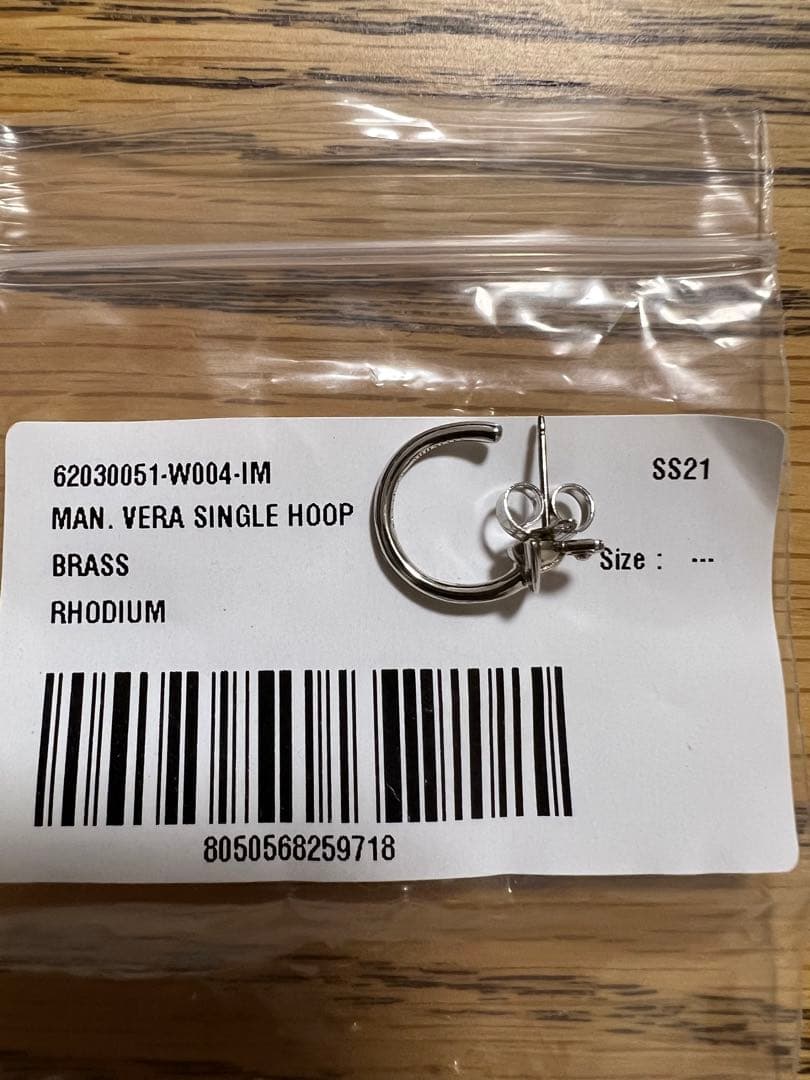 62030051-W004-IM
SS21
MAN. VERA SINGLE HOOP
BRASS
Size : ---
RHODIUM
8050568259718